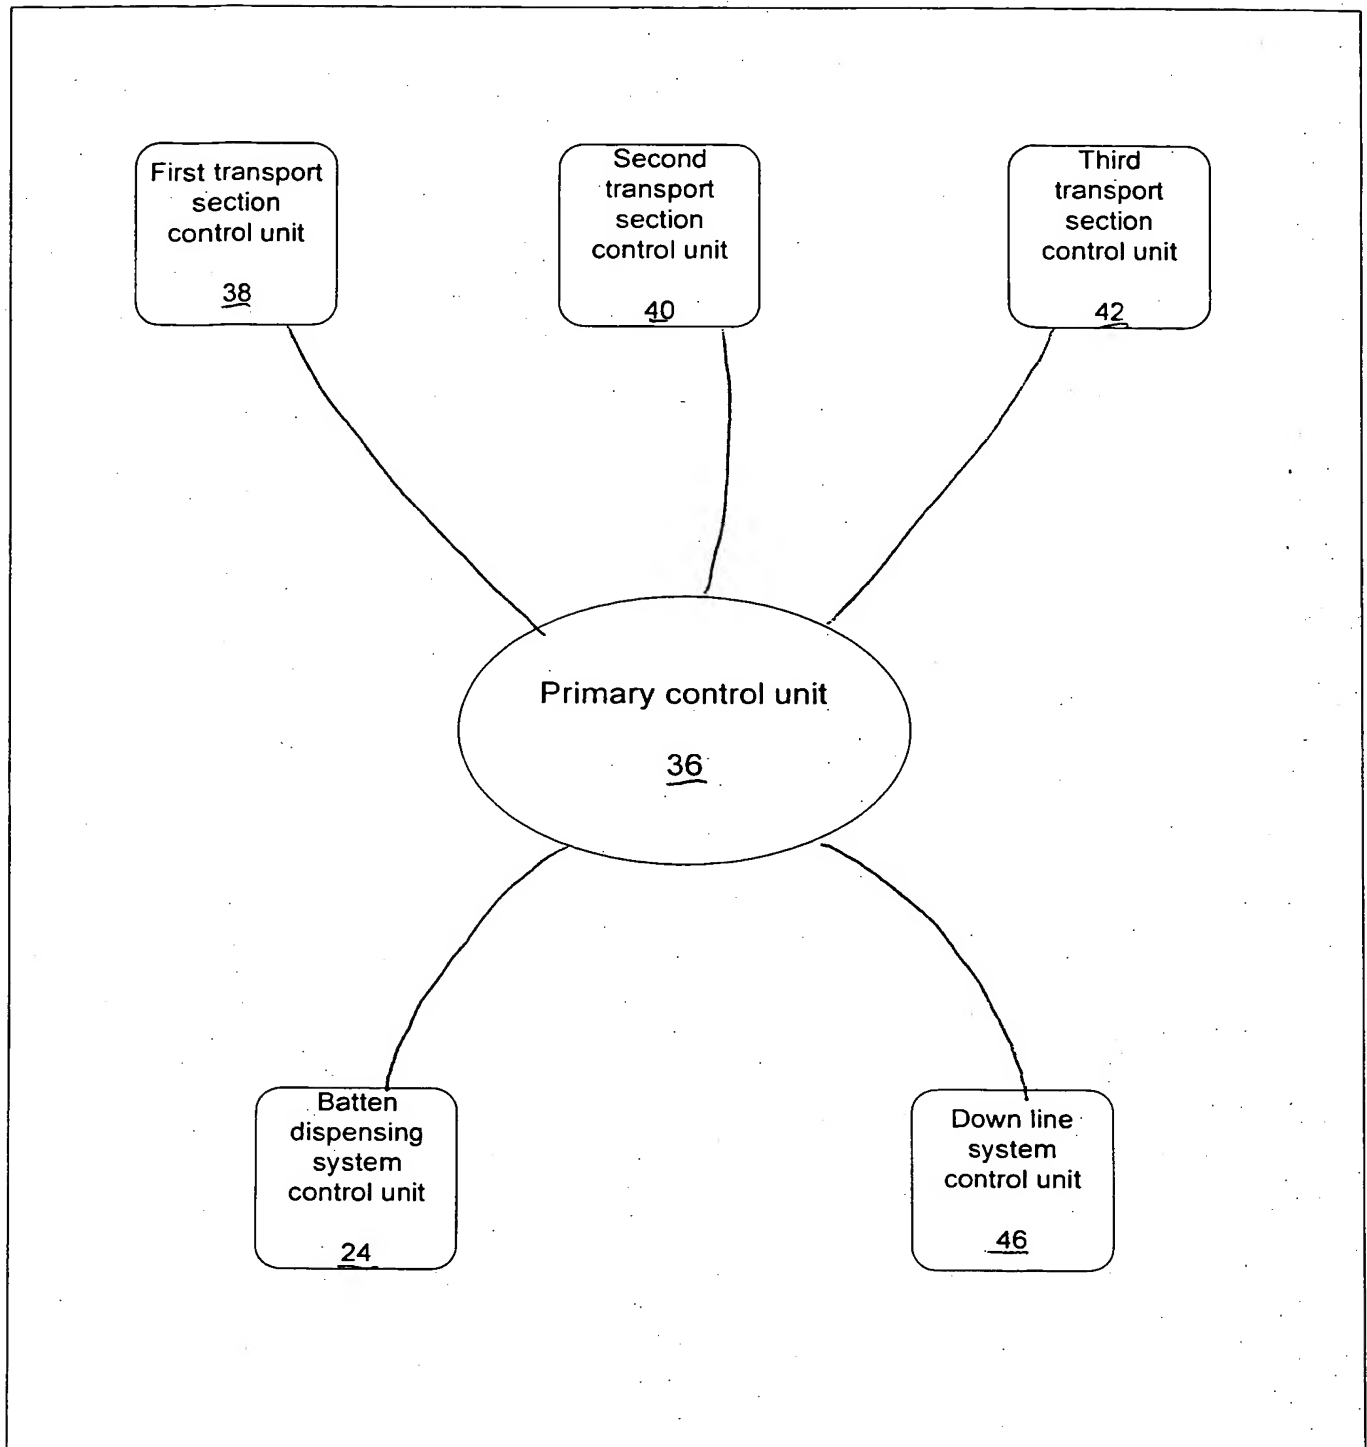 First transport
section
control unit
38
Second
transport
section
control unit
40
Third
transport
section
control unit
42
Primary control unit
36
Batten
dispensing
system
control unit
24
Down line
system
control unit
46